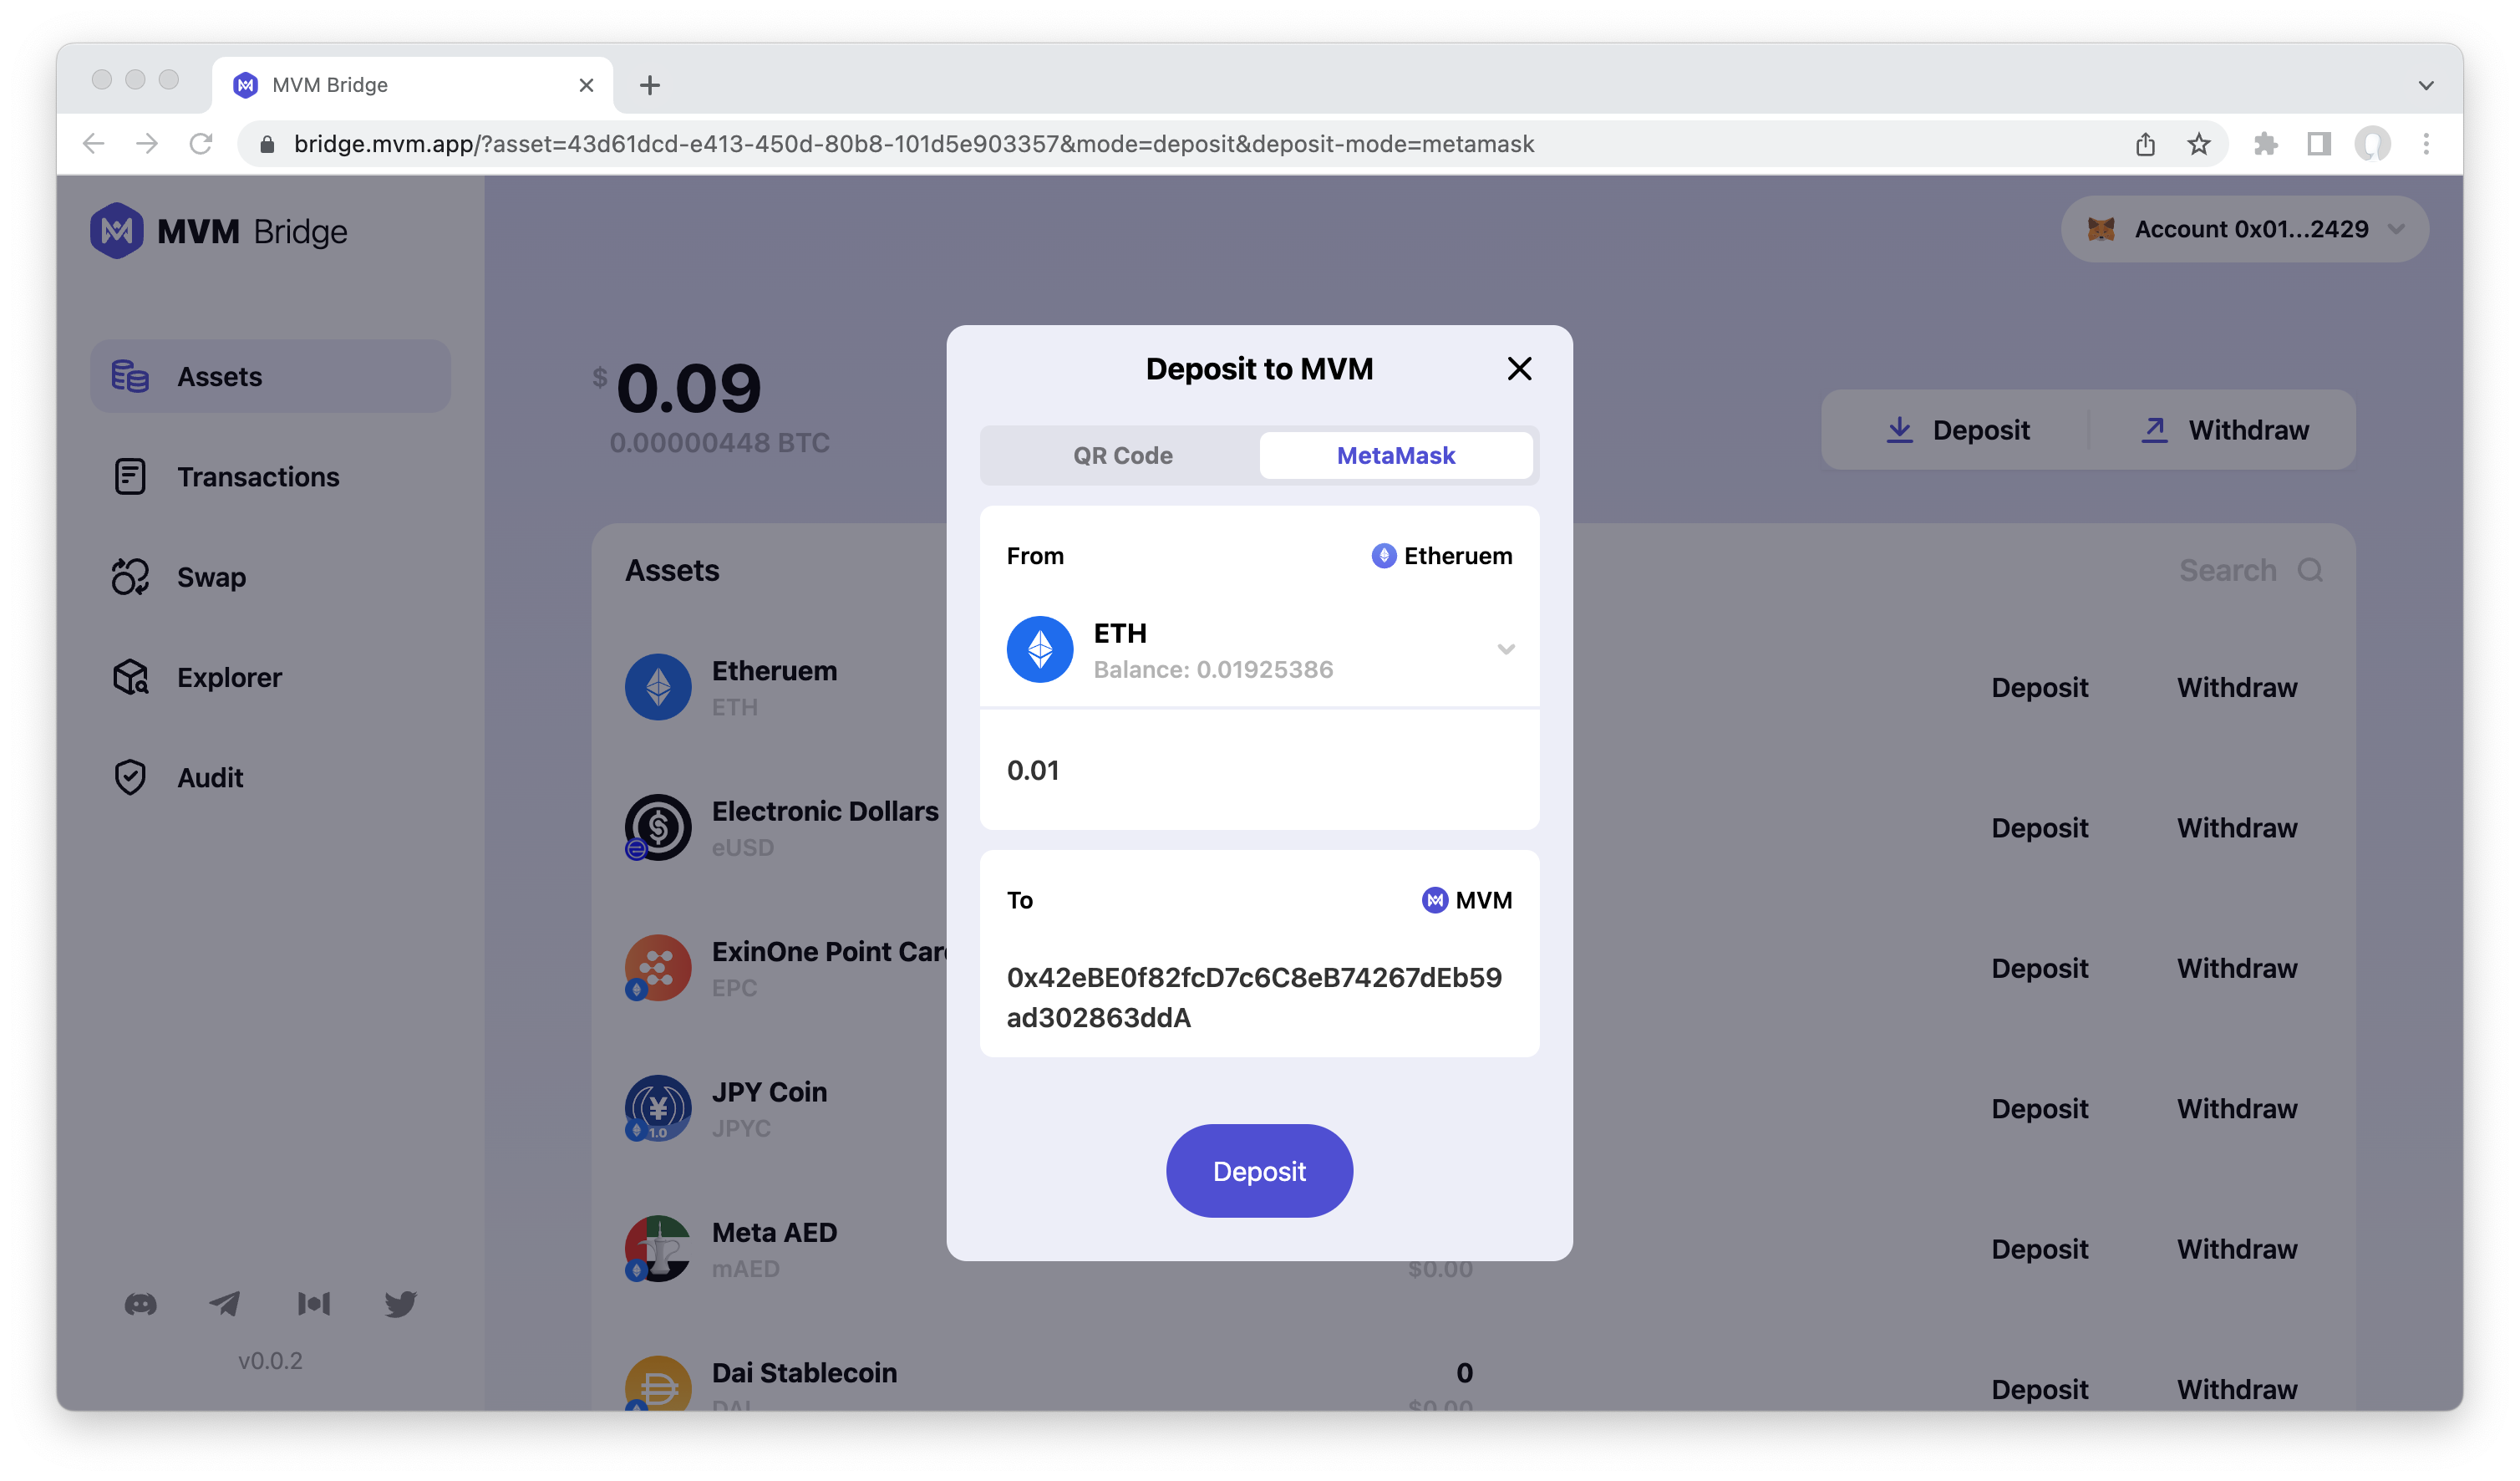 MVM Bridge
bridge.mvm.app/?asset=43d61dcd-e413-450d-80b8-101d5e903357&mode=deposit&deposit-mode=metamask
MVM Bridge
Account 0x01...2429
Assets
Transactions
Swap
Explorer
Audit
v0.0.2
$ 0.09
0.00000448 BTC
Deposit
Withdraw
Assets
Search
Etheruem
ETH
Deposit
Withdraw
Electronic Dollars
eUSD
Deposit
Withdraw
ExinOne Point
EPC
Deposit
Withdraw
JPY Coin
JPYC
1.0
Deposit
Withdraw
Meta AED
mAED
$0.00
Deposit
Withdraw
Dai Stablecoin
DAI
0
$0.00
Deposit
Withdraw
Deposit to MVM
QR Code
MetaMask
From
Etheruem
ETH
Balance: 0.01925386
0.01
To
MVM
0x42eBE0f82fcD7c6C8eB74267dEb59
ad302863ddA
Deposit